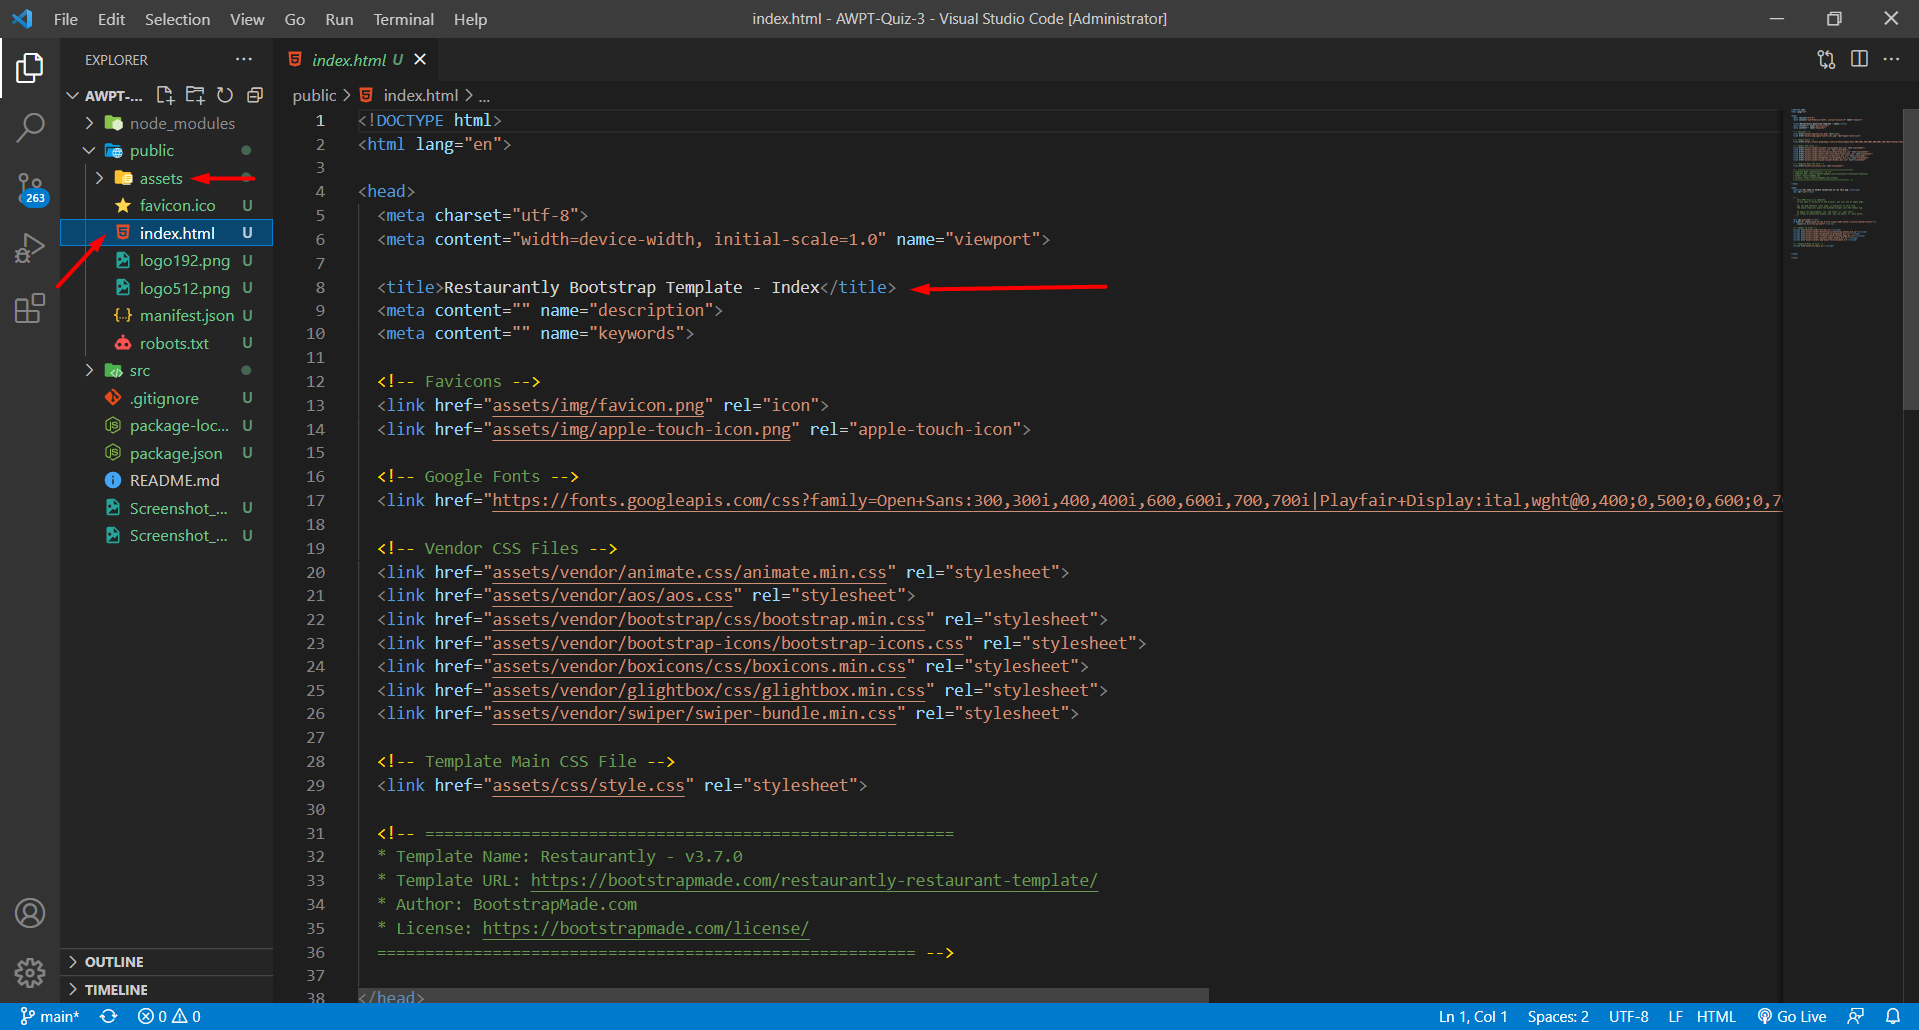 File Edit Selection View Go Run Terminal Help
index.html - AWPT-Quiz-3 - Visual Studio Code [Administrator]
EXPLORER
AWPT-...
node_modules
public
assets
favicon.ico U
index.html U
logo192.png U
logo512.png U
manifest.json U
robots.txt U
src
.gitignore U
package-loc... U
package.json U
README.md
Screenshot_... U
Screenshot_... U
OUTLINE
TIMELINE
263
index.html U
public > index.html > ...
1 <!DOCTYPE html>
2 <html lang="en">
3
4 <head>
5 <meta charset="utf-8">
6 <meta content="width=device-width, initial-scale=1.0" name="viewport">
7
8 <title>Restaurantly Bootstrap Template - Index</title>
9 <meta content="" name="description">
10 <meta content="" name="keywords">
11
12 <!-- Favicons -->
13 <link href="assets/img/favicon.png" rel="icon">
14 <link href="assets/img/apple-touch-icon.png" rel="apple-touch-icon">
15
16 <!-- Google Fonts -->
17 <link href="https://fonts.googleapis.com/css?family=Open+Sans:300,300i,400,400i,600,600i,700,700i|Playfair+Display:ital,wght@0,400;0,500;0,600;0,7
18
19 <!-- Vendor CSS Files -->
20 <link href="assets/vendor/animate.css/animate.min.css" rel="stylesheet">
21 <link href="assets/vendor/aos/aos.css" rel="stylesheet">
22 <link href="assets/vendor/bootstrap/css/bootstrap.min.css" rel="stylesheet">
23 <link href="assets/vendor/bootstrap-icons/bootstrap-icons.css" rel="stylesheet">
24 <link href="assets/vendor/boxicons/css/boxicons.min.css" rel="stylesheet">
25 <link href="assets/vendor/glightbox/css/glightbox.min.css" rel="stylesheet">
26 <link href="assets/vendor/swiper/swiper-bundle.min.css" rel="stylesheet">
27
28 <!-- Template Main CSS File -->
29 <link href="assets/css/style.css" rel="stylesheet">
30
31 <!-- =======================================================
32 * Template Name: Restaurantly - v3.7.0
33 * Template URL: https://bootstrapmade.com/restaurantly-restaurant-template/
34 * Author: BootstrapMade.com
35 * License: https://bootstrapmade.com/license/
36 ======================================================== -->
37
38 </head>
main* 0 0 Ln 1, Col 1 Spaces: 2 UTF-8 LF HTML Go Live